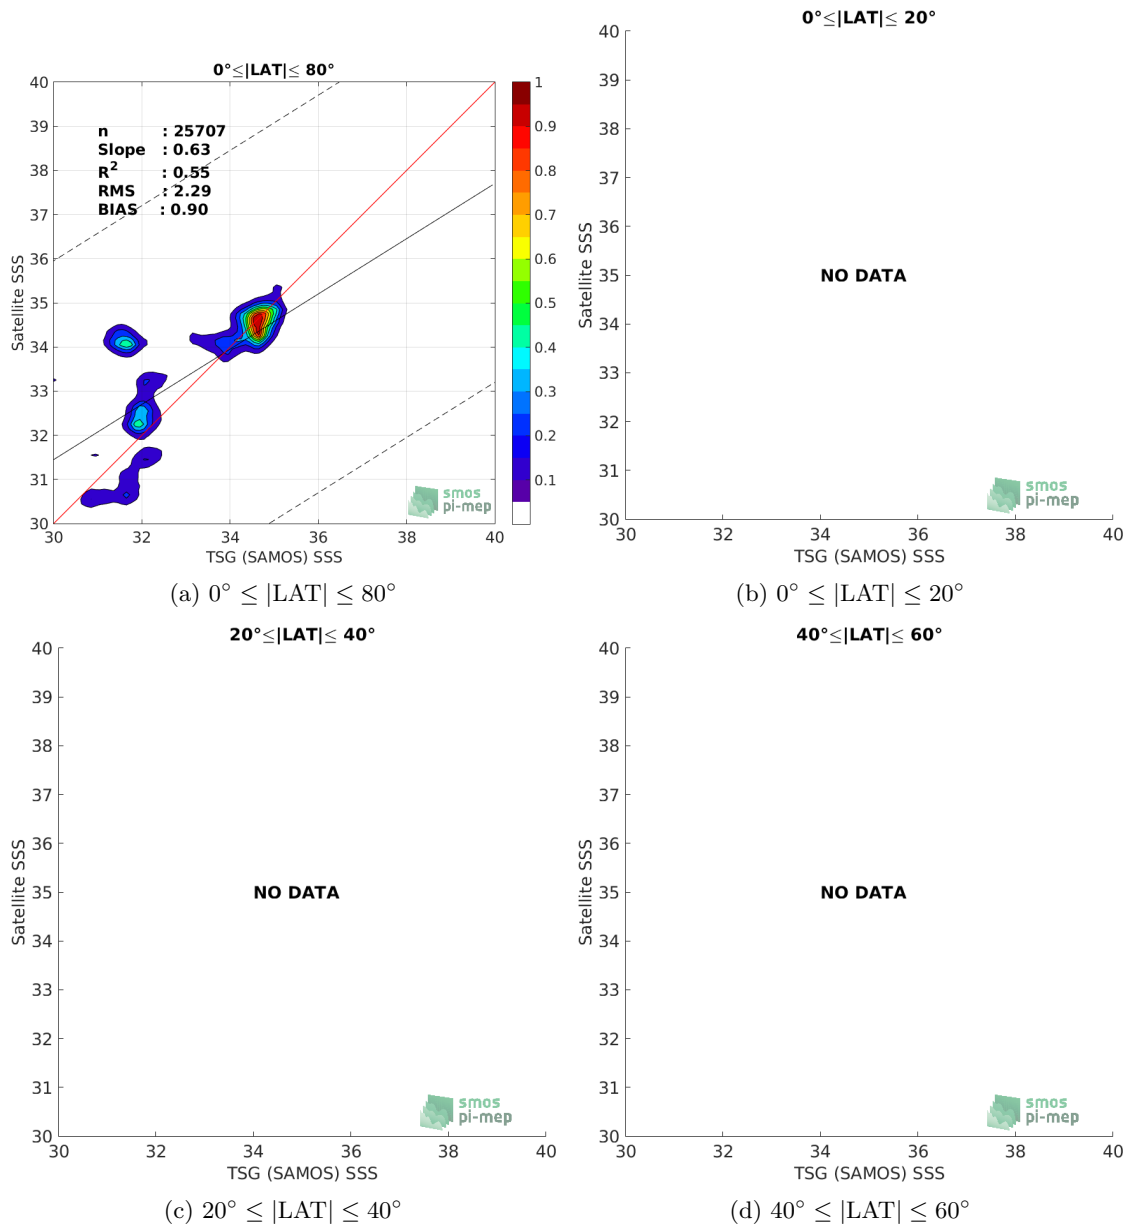 0°≤|LAT|≤ 80°
40
39
38
37
36
35
34
33
32
31
30
n : 25707
Slope : 0.63
R2 : 0.55
RMS : 2.29
BIAS : 0.90
1
0.9
0.8
0.7
0.6
0.5
0.4
0.3
0.2
0.1
Satellite SSS
smos
pi-mep
30 32 34 36 38 40
TSG (SAMOS) SSS
(a) 0° ≤ |LAT| ≤ 80°
0°≤|LAT|≤ 20°
40
39
38
37
36
35
34
33
32
31
30
Satellite SSS
NO DATA
smos
pi-mep
30 32 34 36 38 40
TSG (SAMOS) SSS
(b) 0° ≤ |LAT| ≤ 20°
20°≤|LAT|≤ 40°
40
39
38
37
36
35
34
33
32
31
30
Satellite SSS
NO DATA
smos
pi-mep
30 32 34 36 38 40
TSG (SAMOS) SSS
(c) 20° ≤ |LAT| ≤ 40°
40°≤|LAT|≤ 60°
40
39
38
37
36
35
34
33
32
31
30
Satellite SSS
NO DATA
smos
pi-mep
30 32 34 36 38 40
TSG (SAMOS) SSS
(d) 40° ≤ |LAT| ≤ 60°